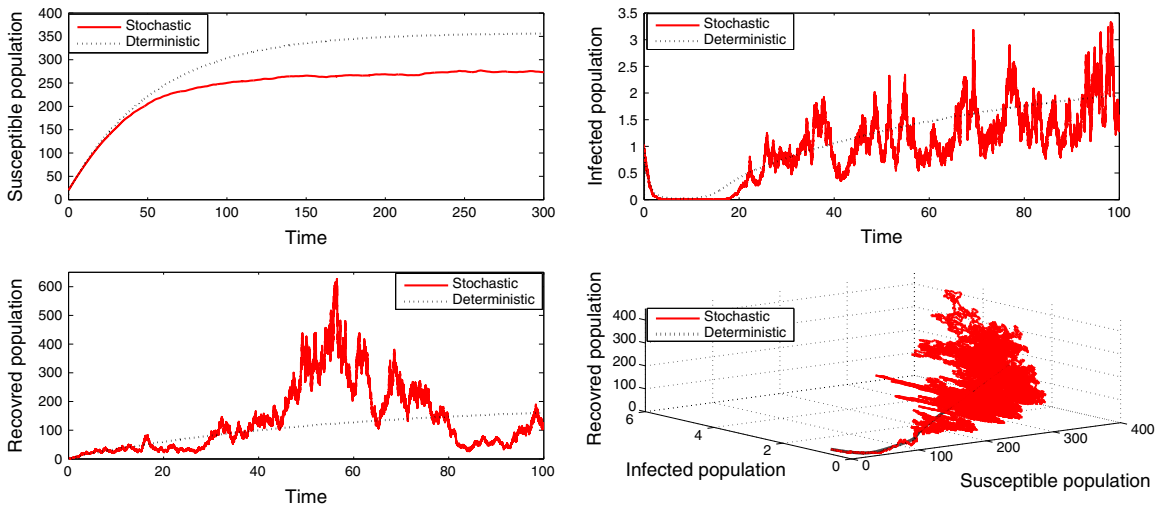 Susceptible population
400
350
300
250
200
150
100
50
0
Stochastic
Dterministic
0 50 100 150 200 250 300
Time
Infected population
3.5
3
2.5
2
1.5
1
0.5
0
Stochastic
Deterministic
0 20 40 60 80 100
Time
Recovred population
600
500
400
300
200
100
0
Stochastic
Deterministic
0 20 40 60 80 100
Time
Recovred population
400
300
200
100
0
Stochastic
Deterministic
6
4
2
0
Infected population
0
100
200
300
400
Susceptible population